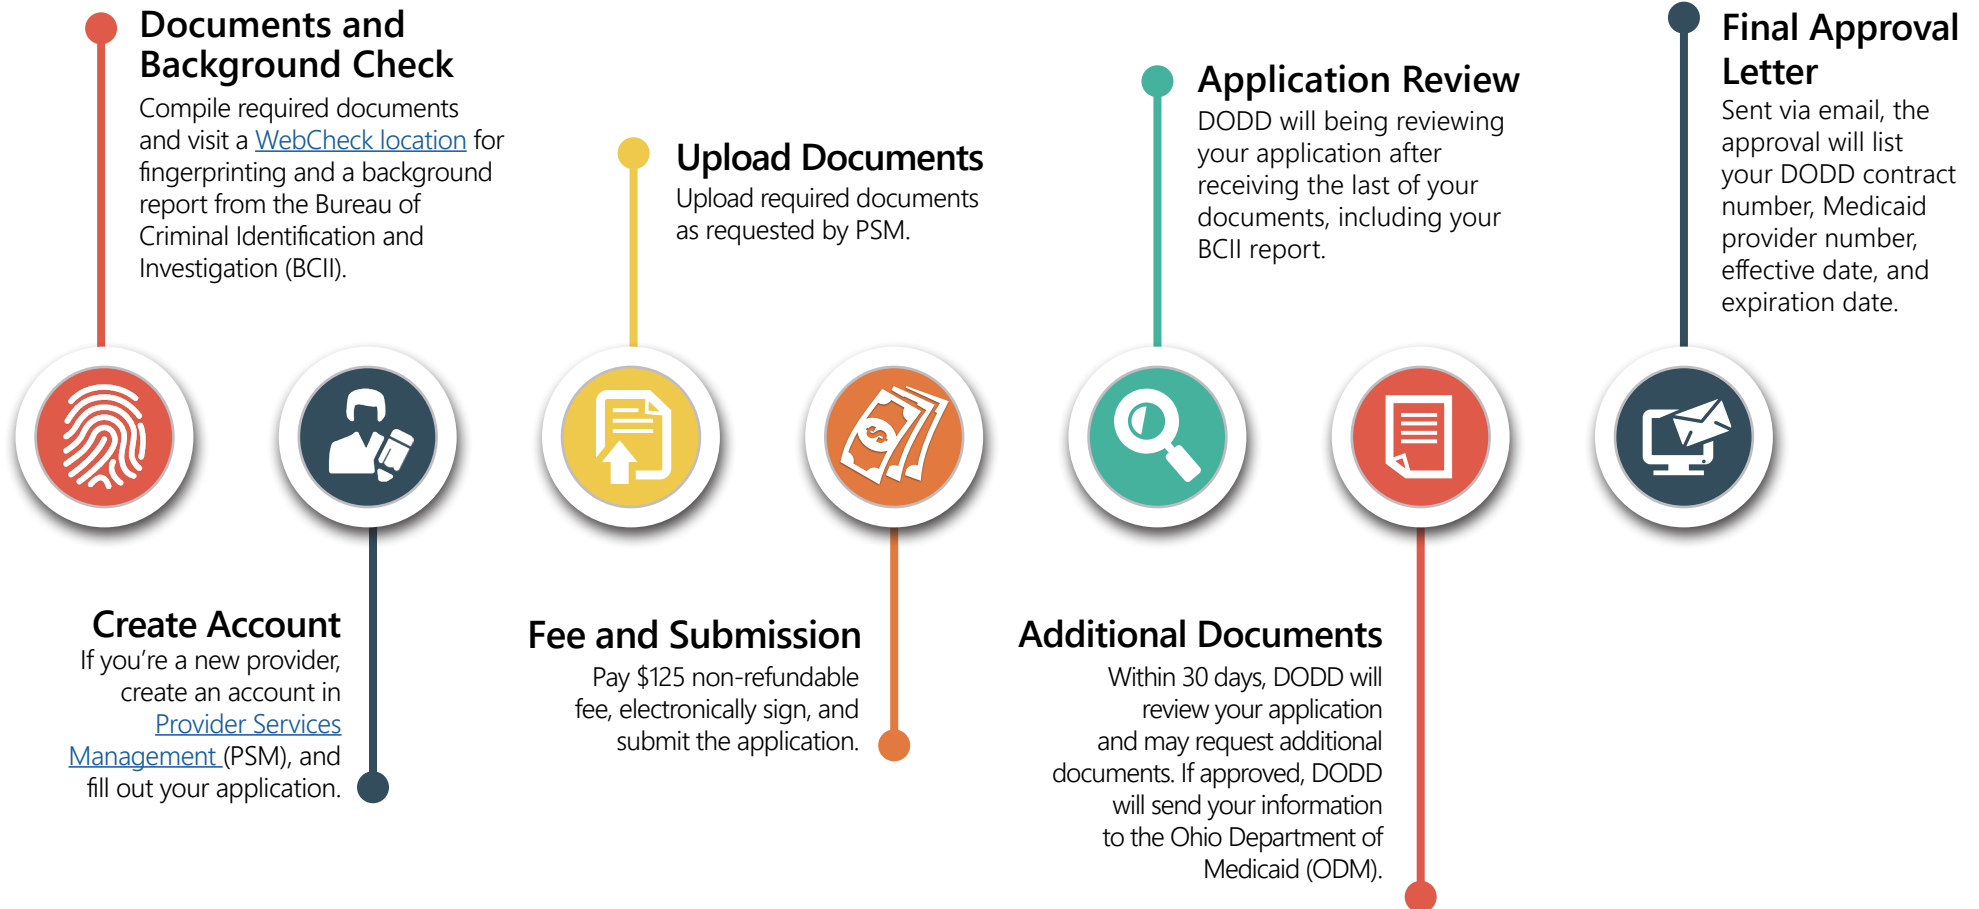 Documents and
Background Check
Compile required documents
and visit a WebCheck location for
fingerprinting and a background
report from the Bureau of
Criminal Identification and
Investigation (BCII).
Create Account
If you’re a new provider,
create an account in
Provider Services
Management (PSM), and
fill out your application.
Upload Documents
Upload required documents
as requested by PSM.
Fee and Submission
Pay $125 non-refundable
fee, electronically sign, and
submit the application.
Application Review
DODD will being reviewing
your application after
receiving the last of your
documents, including your
BCII report.
Additional Documents
Within 30 days, DODD will
review your application
and may request additional
documents. If approved, DODD
will send your information
to the Ohio Department of
Medicaid (ODM).
Final Approval
Letter
Sent via email, the
approval will list
your DODD contract
number, Medicaid
provider number,
effective date, and
expiration date.
$